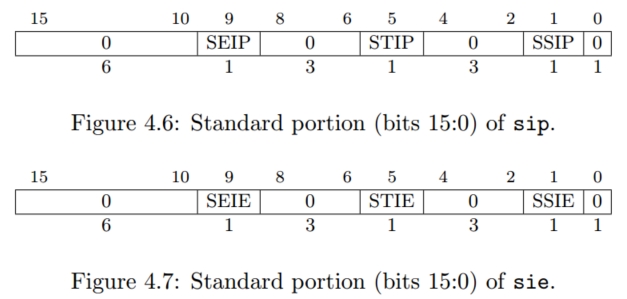 15 10 9 8 6 5 4 2 1 0
0 SEIP 0 STIP 0 SSIP 0
6 1 3 1 3 1 1
Figure 4.6: Standard portion (bits 15:0) of sip.
15 10 9 8 6 5 4 2 1 0
0 SEIE 0 STIE 0 SSIE 0
6 1 3 1 3 1 1
Figure 4.7: Standard portion (bits 15:0) of sie.